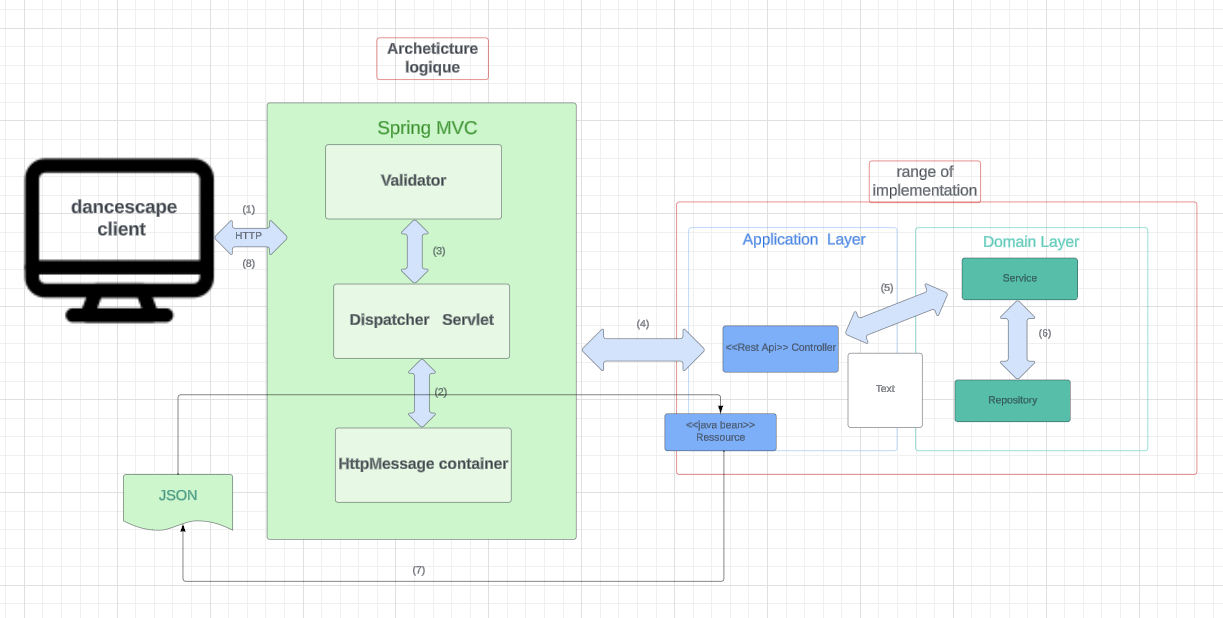 Archeticture
logique
Spring MVC
Validator
dancescape
client
(1)
HTTP
(8)
(3)
Dispatcher Servlet
(2)
HttpMessage container
JSON
(7)
(4)
range of
implementation
Application Layer
Domain Layer
Service
(5)
(6)
<<Rest Api>> Controller
Text
Repository
<<java bean>>
Ressource